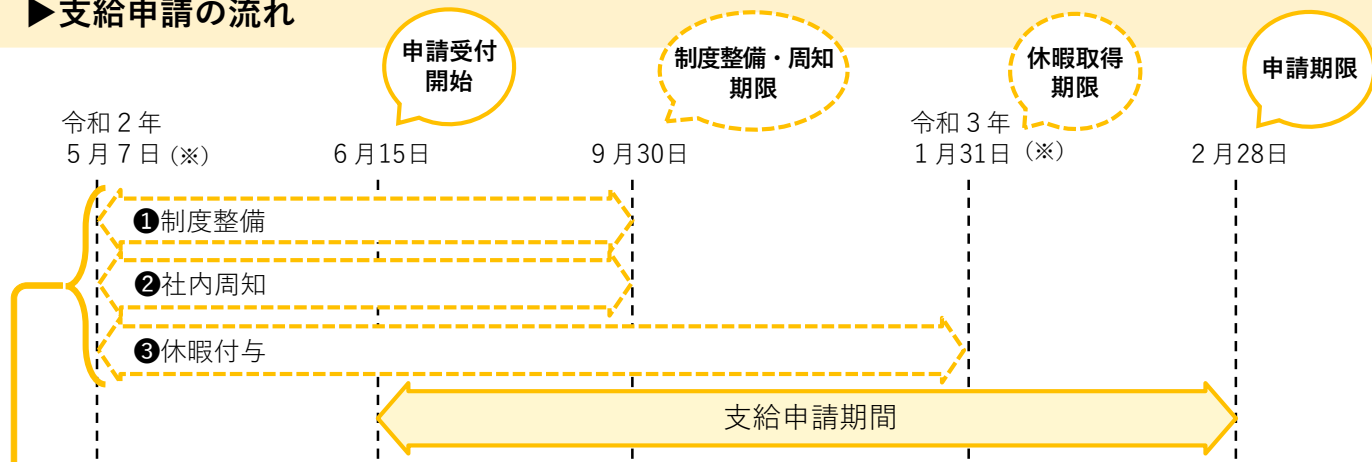 ▶支給申請の流れ
申請受付
開始
制度整備・周知
期限
休暇取得
期限
申請期限
令和２年
５月７日(※)
６月15日
９月30日
令和３年
１月31日(※)
２月28日
❶制度整備
❷社内周知
❸休暇付与
支給申請期間